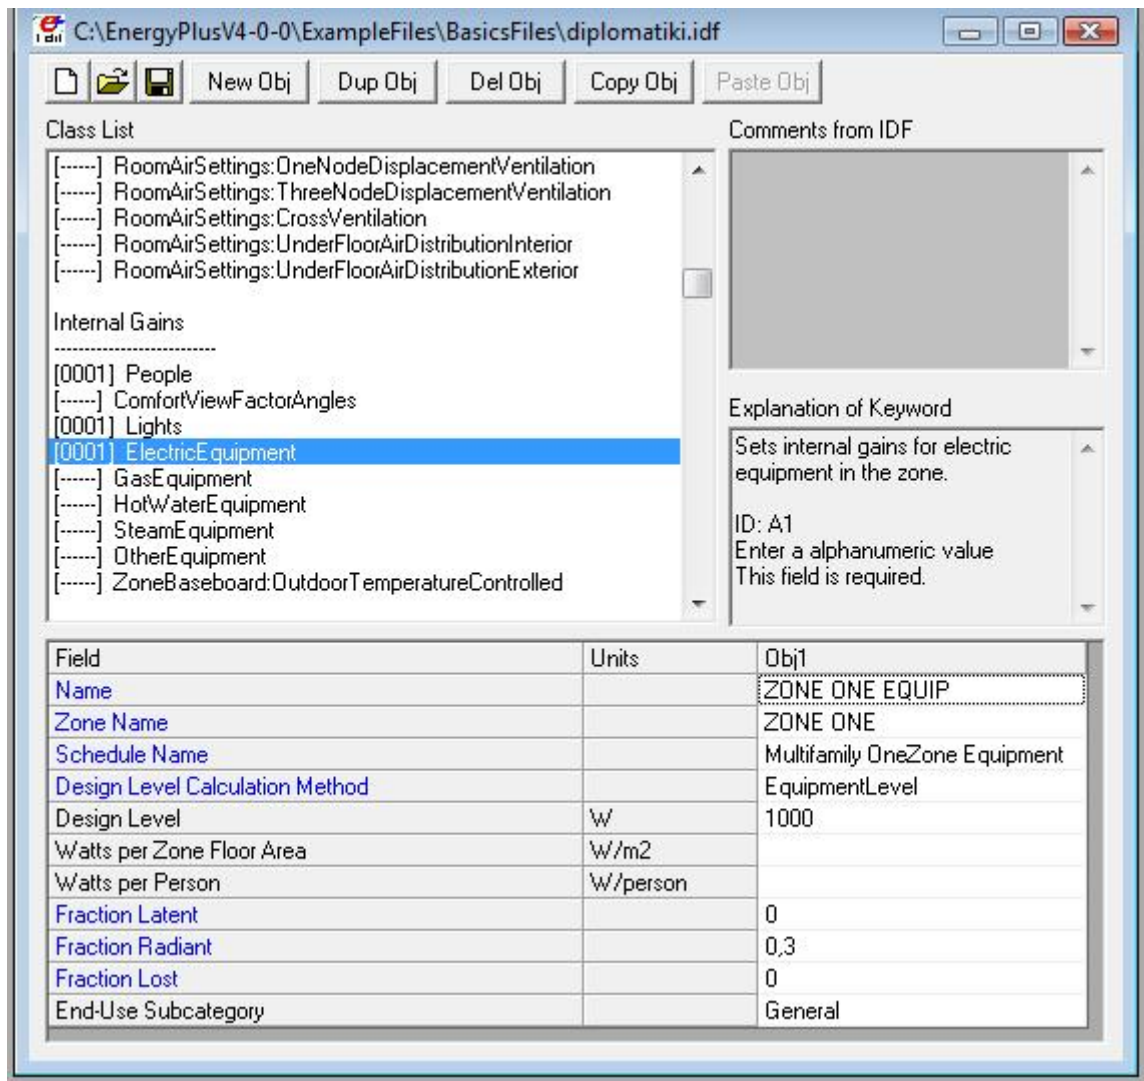 C:\EnergyPlusV4-0-0\ExampleFiles\BasicsFiles\diplomatiki.idf
New Obj Dup Obj Del Obj Copy Obj Paste Obj
Class List
[------] RoomAirSettings:OneNodeDisplacementVentilation
[------] RoomAirSettings:ThreeNodeDisplacementVentilation
[------] RoomAirSettings:CrossVentilation
[------] RoomAirSettings:UnderFloorAirDistributionInterior
[------] RoomAirSettings:UnderFloorAirDistributionExterior
Internal Gains
---------------------------
[0001] People
[------] ComfortViewFactorAngles
[0001] Lights
[0001] ElectricEquipment
[------] GasEquipment
[------] HotWaterEquipment
[------] SteamEquipment
[------] OtherEquipment
[------] ZoneBaseboard:OutdoorTemperatureControlled
Comments from IDF
Explanation of Keyword
Sets internal gains for electric
equipment in the zone.
ID: A1
Enter a alphanumeric value
This field is required.
Field Units Obj1
Name ZONE ONE EQUIP
Zone Name ZONE ONE
Schedule Name Multifamily OneZone Equipment
Design Level Calculation Method EquipmentLevel
Design Level W 1000
Watts per Zone Floor Area W/m2
Watts per Person W/person
Fraction Latent 0
Fraction Radiant 0,3
Fraction Lost 0
End-Use Subcategory General